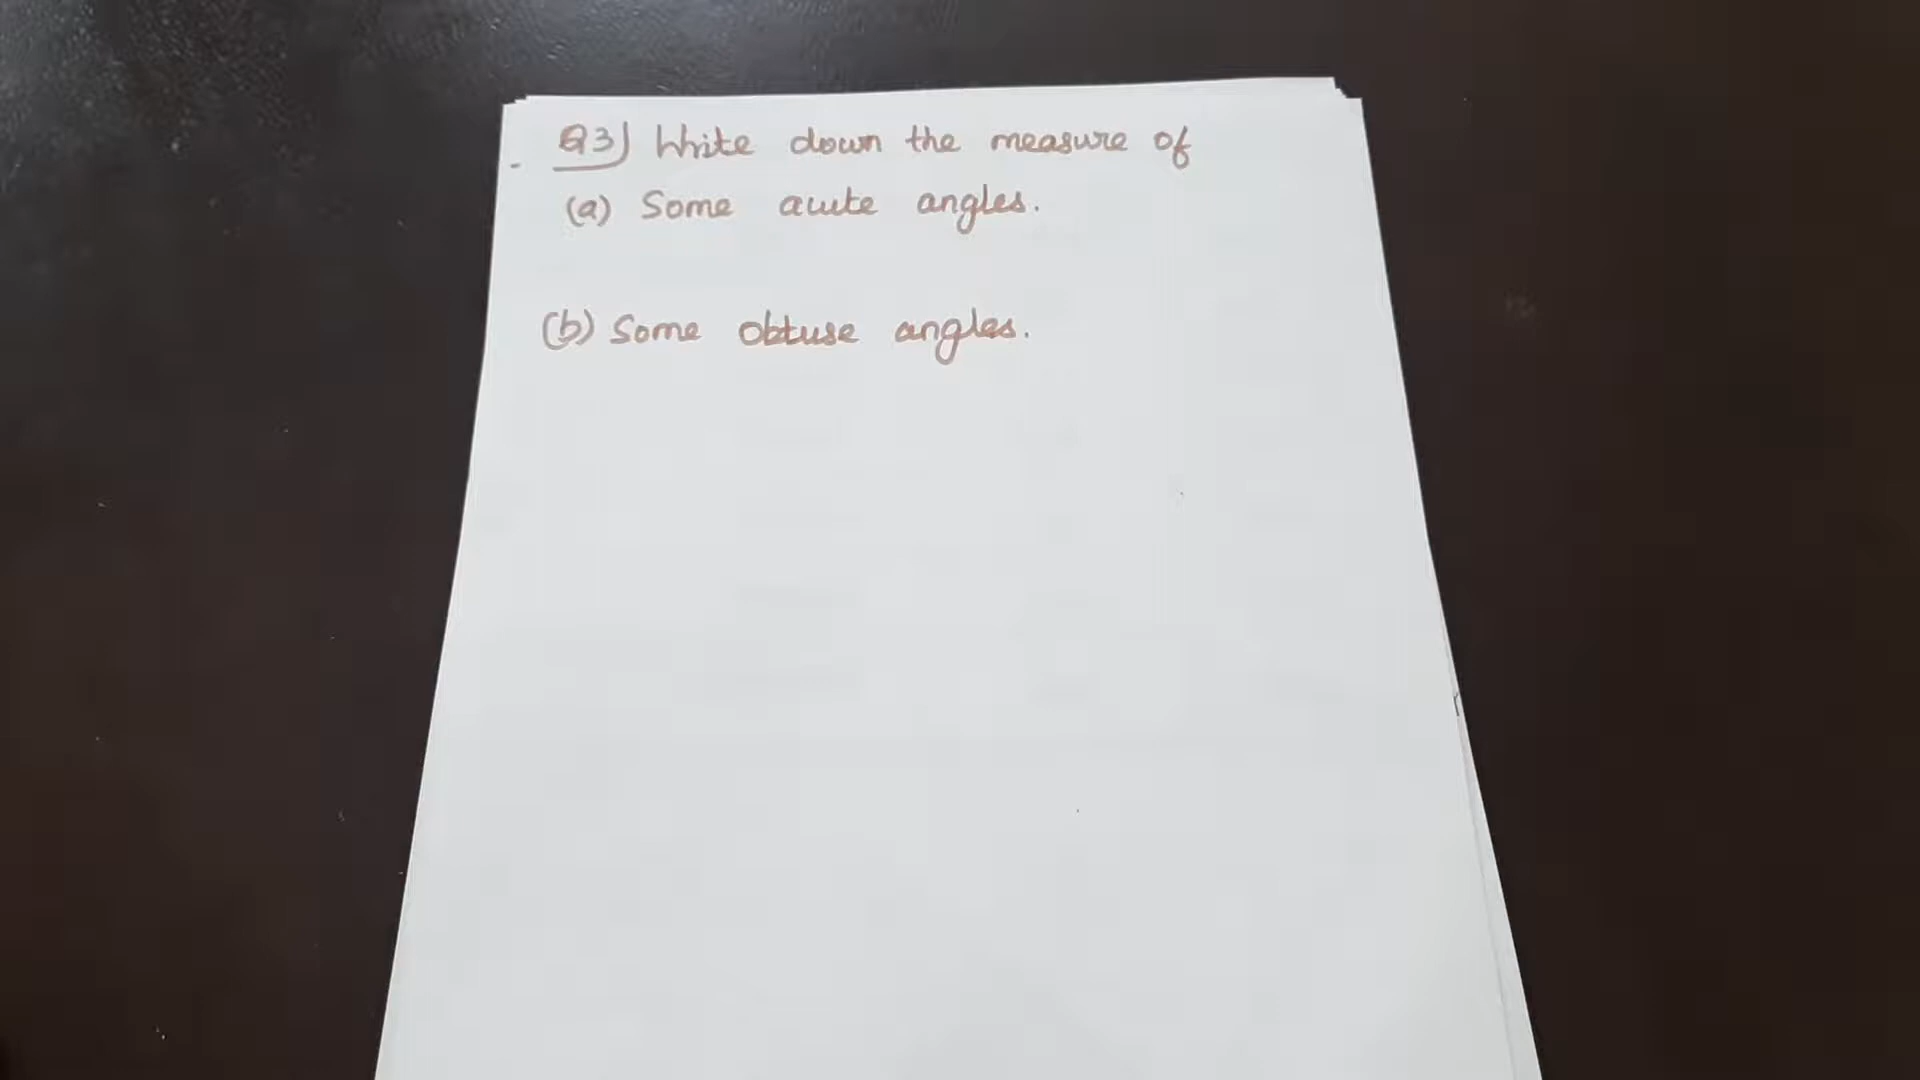 Q3) Write down the measure of
(a) Some acute angles.
(b) Some obtuse angles.